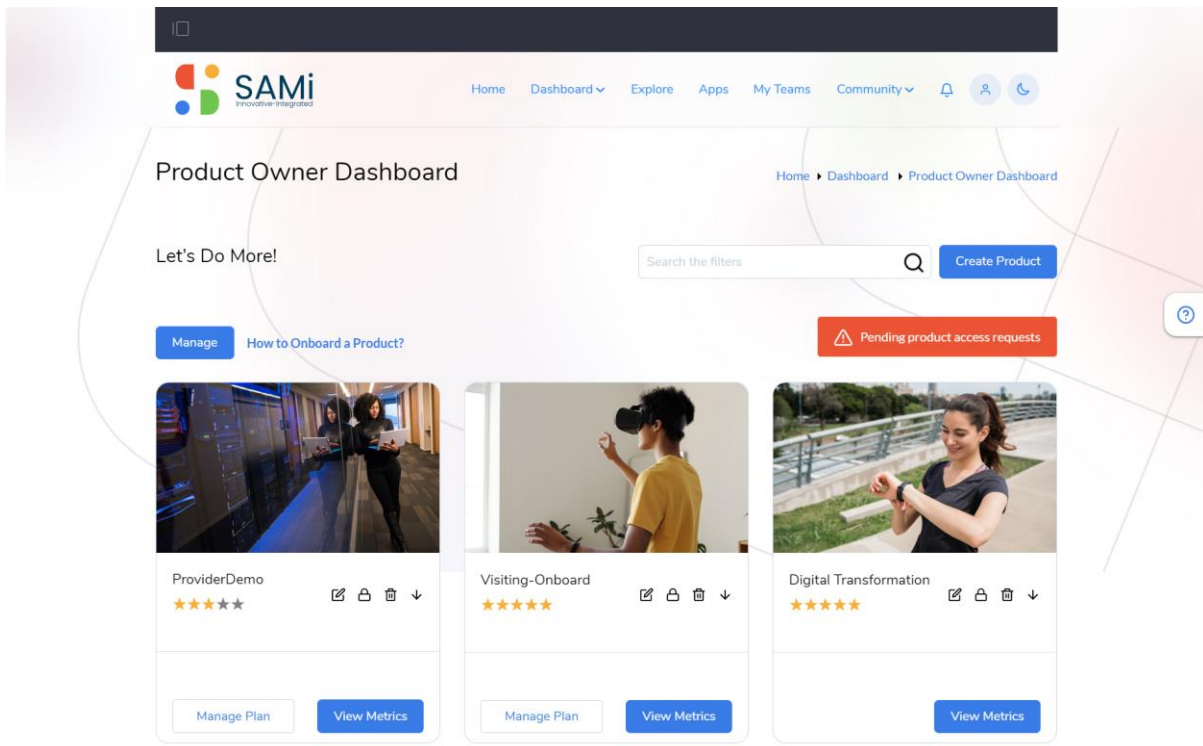 SAMi
Innovative-Integrated
Home Dashboard Explore Apps My Teams Community
Product Owner Dashboard
Home Dashboard Product Owner Dashboard
Let's Do More!
Search the filters
Create Product
Manage
How to Onboard a Product?
Pending product access requests
ProviderDemo
Visiting-Onboard
Digital Transformation
Manage Plan
View Metrics
Manage Plan
View Metrics
View Metrics